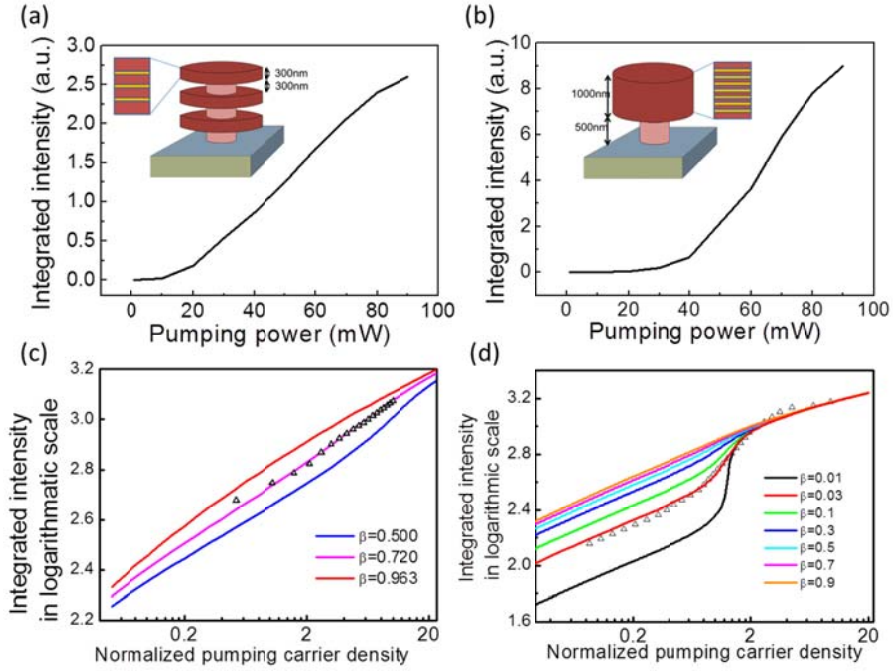 (a)
3.0
2.5
2.0
1.5
1.0
0.5
0.0
Integrated intensity (a.u.)
300nm
300nm
0 20 40 60 80 100
Pumping power (mW)
(b)
10
8
6
4
2
0
Integrated intensity (a.u.)
1000nm
500nm
0 20 40 60 80 100
Pumping power (mW)
(c)
3.2
3.0
2.8
2.6
2.4
2.2
Integrated intensity
in logarithmic scale
β=0.500
β=0.720
β=0.963
0.2 2 20
Normalized pumping carrier density
(d)
3.2
2.8
2.4
2.0
1.6
Integrated intensity
in logarithmic scale
β=0.01
β=0.03
β=0.1
β=0.3
β=0.5
β=0.7
β=0.9
0.2 2 20
Normalized pumping carrier density